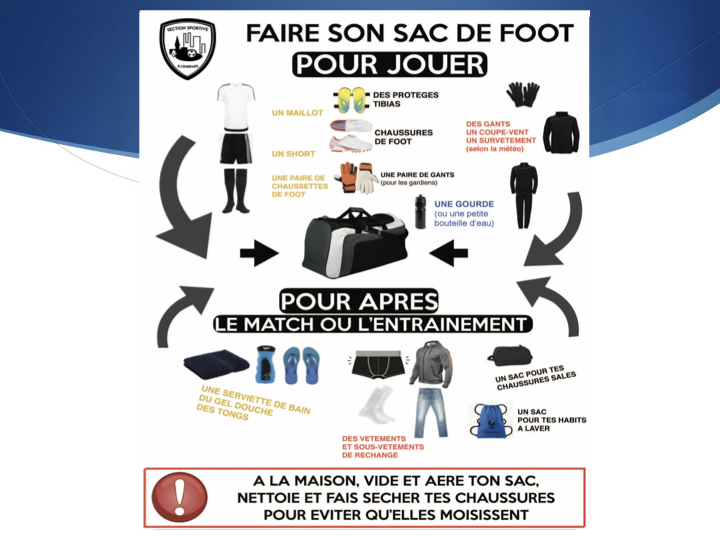 SECTION SPORTIVE
FAIRE SON SAC DE FOOT
POUR JOUER
UN MAILLOT
UN SHORT
UNE PAIRE DE
CHAUSSETTES
DE FOOT
DES PROTEGES
TIBIAS
CHAUSSURES
DE FOOT
UNE PAIRE DE GANTS
(pour les gardiens)
DES GANTS
UN COUPE-VENT
UN SURVETEMENT
(selon la météo)
UNE GOURDE
(ou une petite
bouteille d'eau)
POUR APRES
LE MATCH OU L'ENTRAINEMENT
UNE SERVIETTE DE BAIN
DU GEL DOUCHE
DES TONGS
DES VETEMENTS
ET SOUS-VETEMENTS
DE RECHANGE
UN SAC POUR TES
CHAUSSURES SALES
UN SAC
POUR TES HABITS
A LAVER
A LA MAISON, VIDE ET AERE TON SAC,
NETTOIE ET FAIS SECHER TES CHAUSSURES
POUR EVITER QU'ELLES MOISISSENT